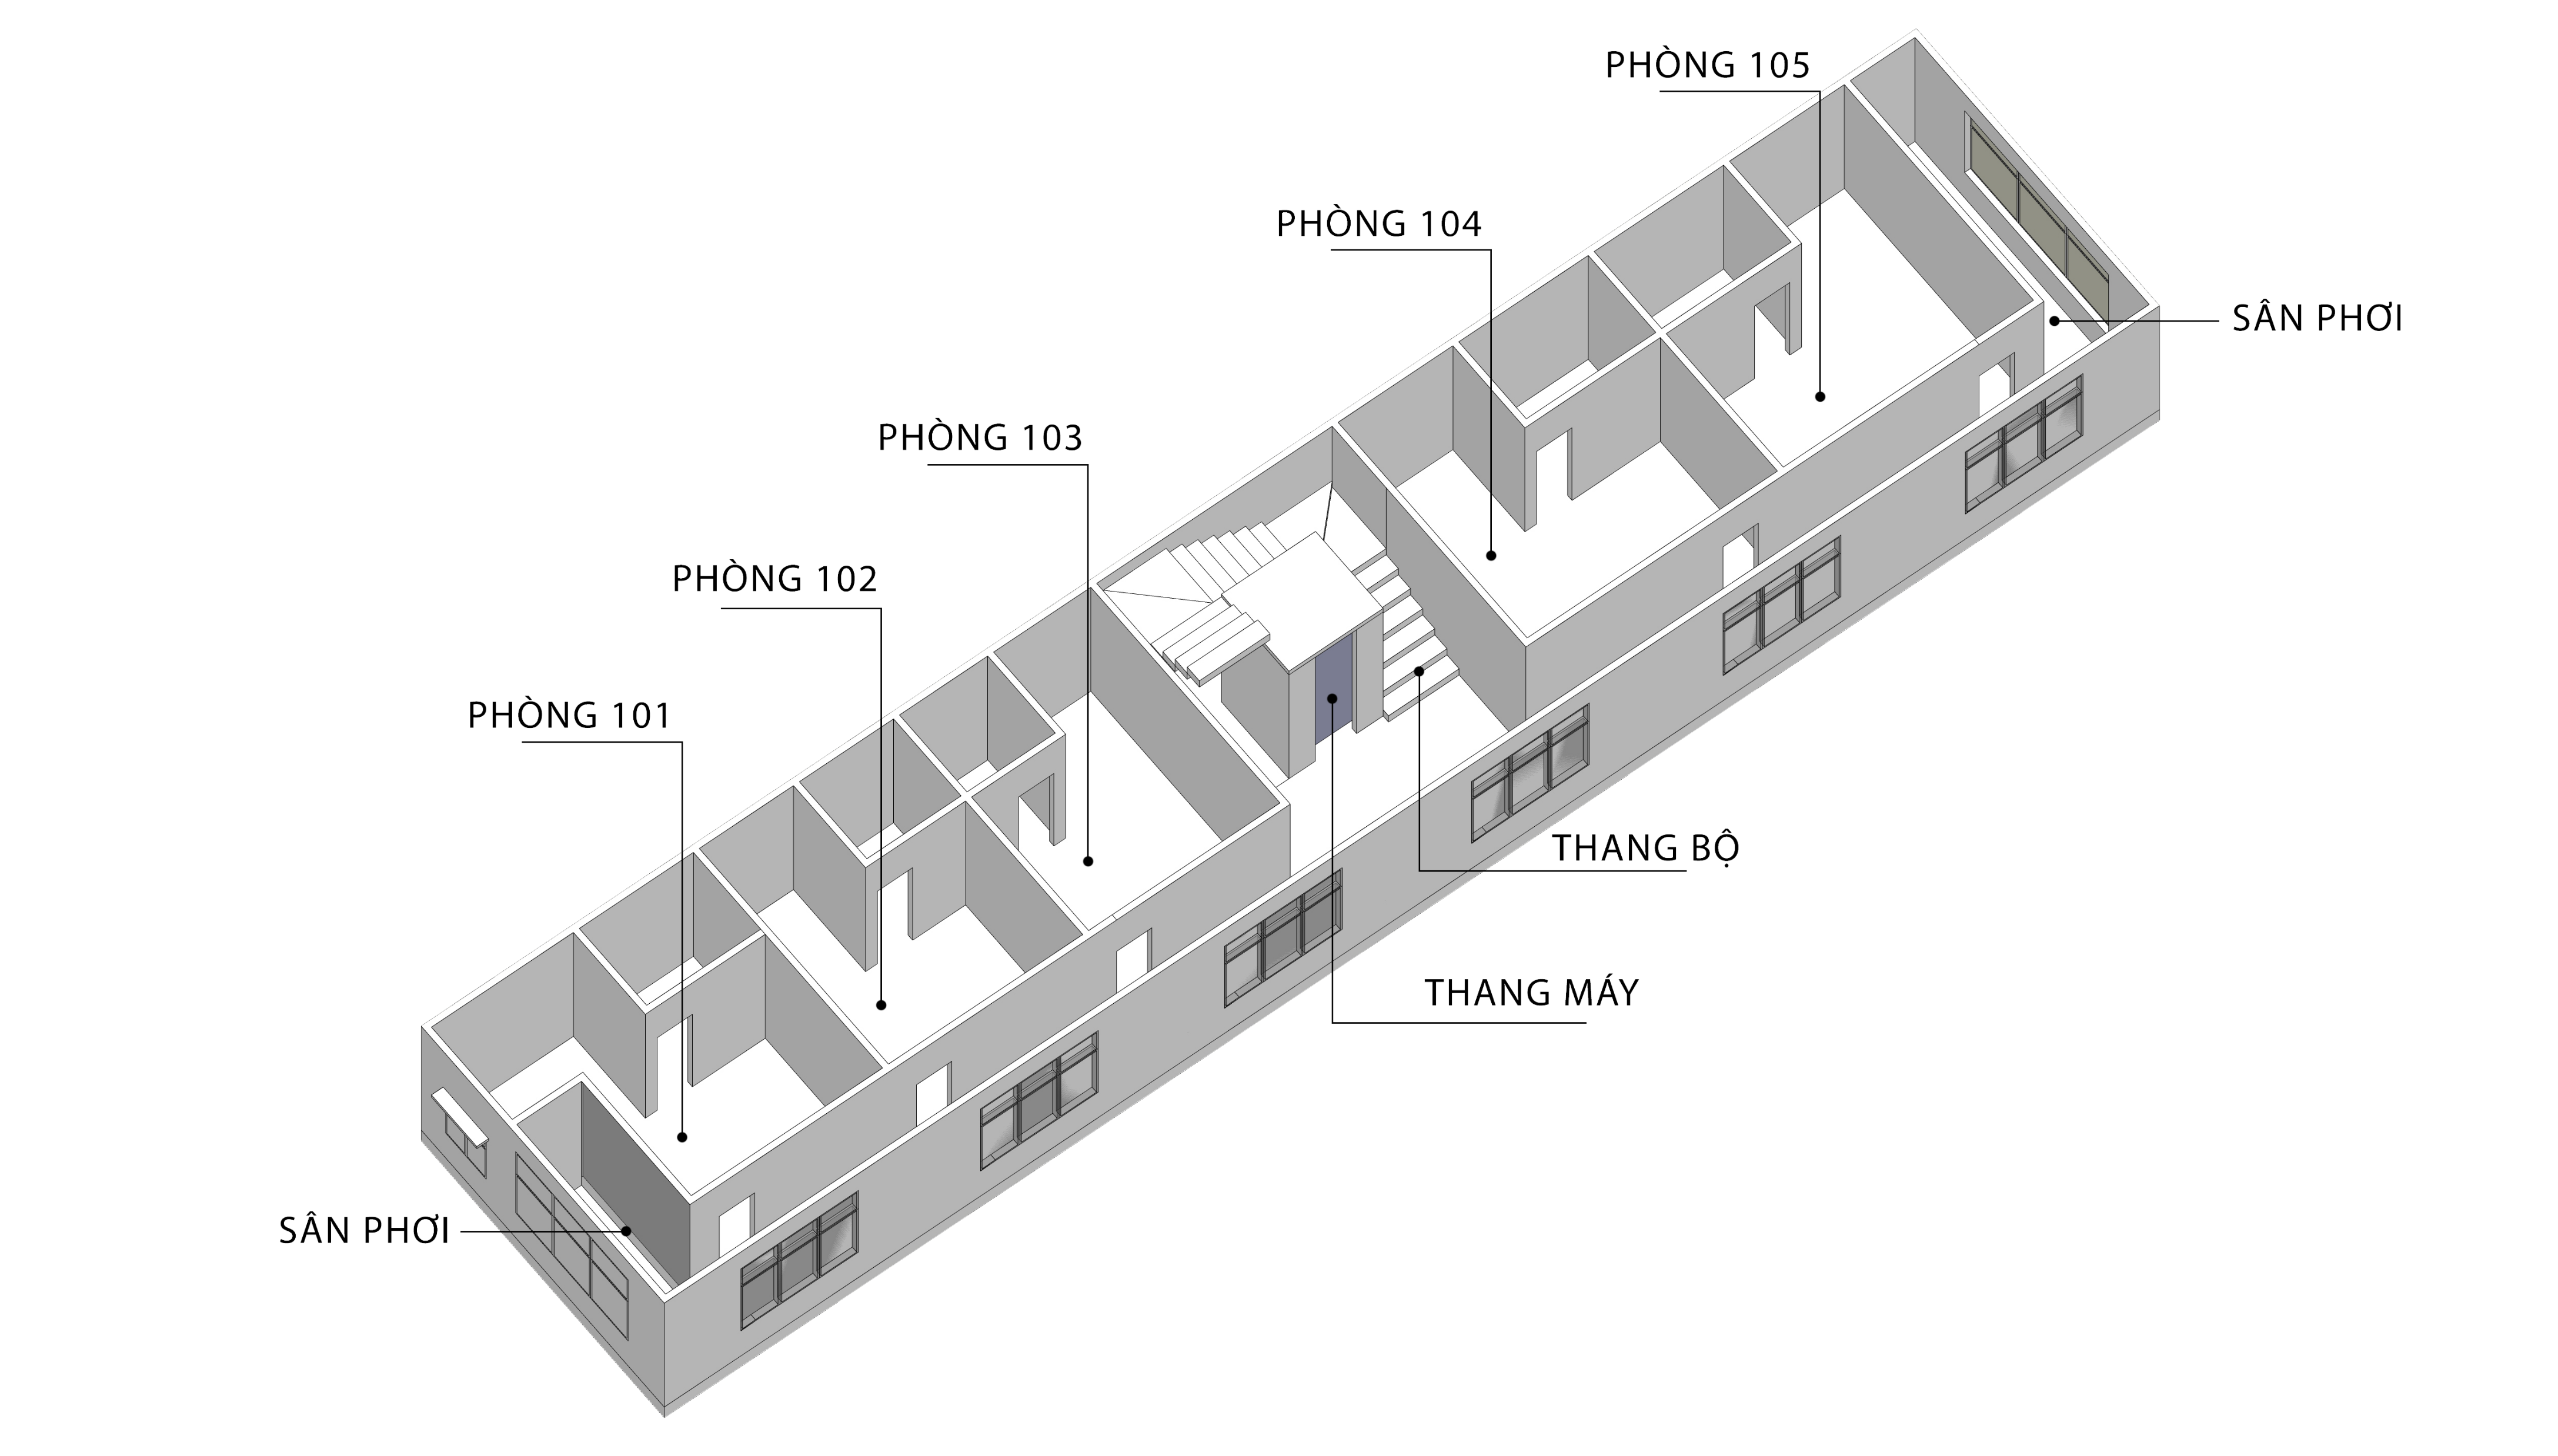 PHÒNG 105
PHÒNG 104
SÂN PHƠI
PHÒNG 103
PHÒNG 102
PHÒNG 101
THANG BỘ
THANG MÁY
SÂN PHƠI